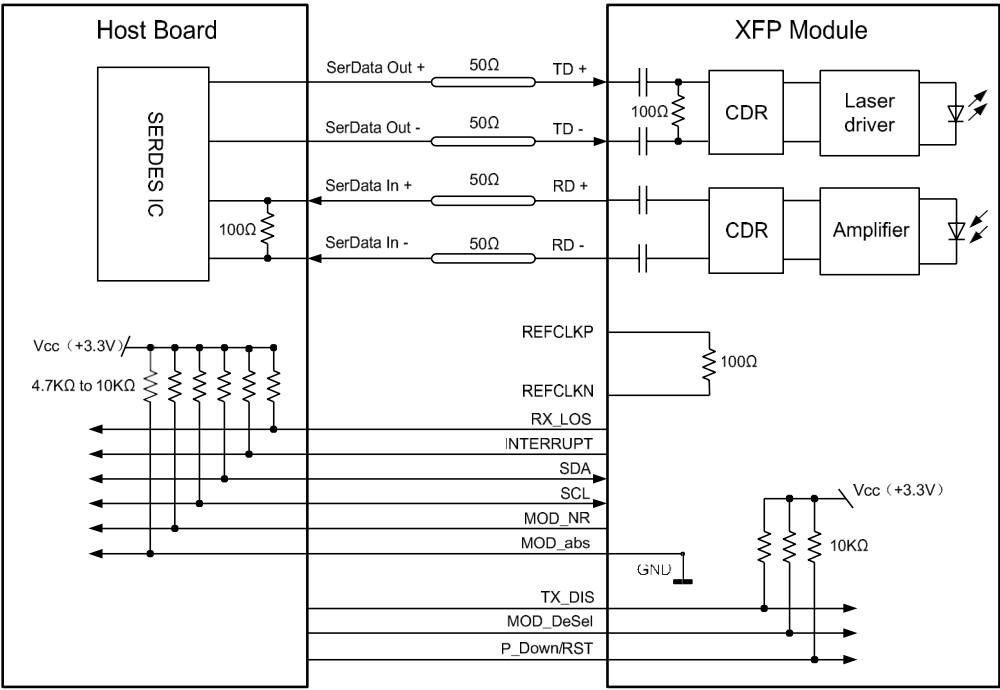 Host Board
XFP Module
SERDES IC
SerData Out +
50Ω
TD +
SerData Out -
50Ω
TD -
SerData In +
50Ω
RD +
SerData In -
50Ω
RD -
100Ω
100Ω
CDR
Laser
driver
CDR
Amplifier
REFCLKP
100Ω
REFCLKN
Vcc（+3.3V）
4.7KΩ to 10KΩ
RX_LOS
INTERRUPT
SDA
SCL
MOD_NR
MOD_abs
GND
Vcc（+3.3V）
10KΩ
TX_DIS
MOD_DeSel
P_Down/RST